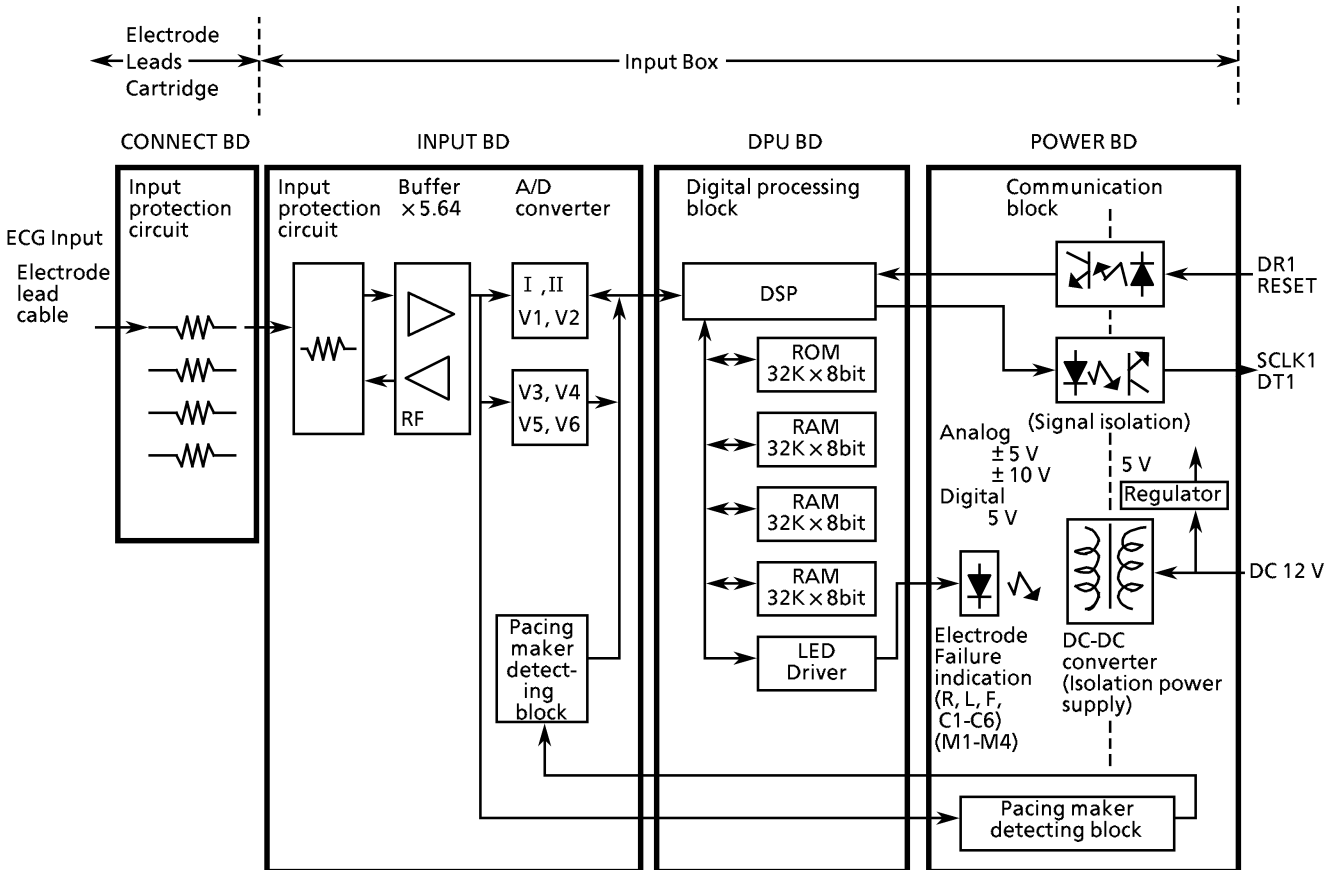 Electrode
Leads
Cartridge
Input Box
CONNECT BD
INPUT BD
DPU BD
POWER BD
Input
protection
circuit
Input
protection
circuit
Buffer
×5.64
A/D
converter
Digital processing
block
Communication
block
ECG Input
Electrode
lead
cable
I ,II
V1, V2
V3, V4
V5, V6
RF
DSP
ROM
32K×8bit
RAM
32K×8bit
RAM
32K×8bit
RAM
32K×8bit
LED
Driver
DR1
RESET
SCLK1
DT1
(Signal isolation)
Analog
±5 V
±10 V
Digital
5 V
5 V
Regulator
DC 12 V
Electrode
Failure
indication
(R, L, F,
C1-C6)
(M1-M4)
DC-DC
converter
(Isolation power
supply)
Pacing
maker
detect-
ing
block
Pacing maker
detecting block